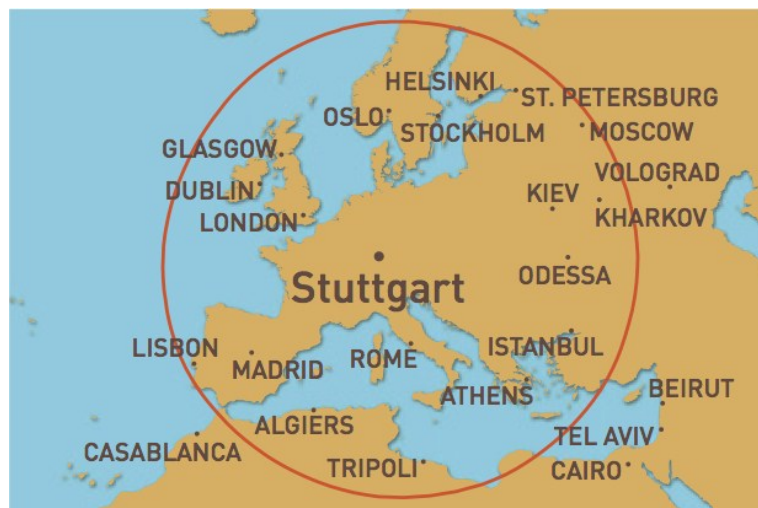 HELSINKI
ST. PETERSBURG
OSLO
STOCKHOLM
MOSCOW
GLASGOW
VOLOGRAD
DUBLIN
KIEV
LONDON
KHARKOV
ODESSA
Stuttgart
LISBON
MADRID
ROME
ISTANBUL
ATHENS
BEIRUT
ALGIERS
CASABLANCA
TEL AVIV
TRIPOLI
CAIRO